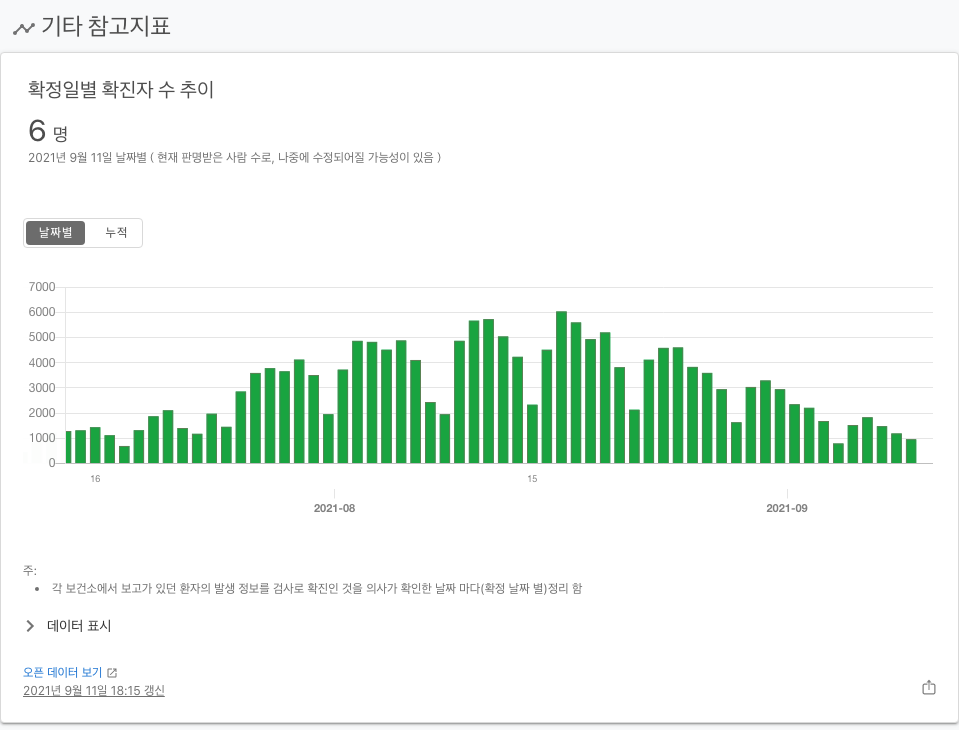 기타 참고지표
확정일별 확진자 수 추이
6 명
2021년 9월 11일 날짜별 ( 현재 판명받은 사람 수로, 나중에 수정되어질 가능성이 있음 )
날짜별 누적
7000
6000
5000
4000
3000
2000
1000
0
16 15
2021-08 2021-09
주:
• 각 보건소에서 보고가 있던 환자의 발생 정보를 검사로 확진인 것을 의사가 확인한 날짜 마다(확정 날짜 별)정리 함
데이터 표시
오픈 데이터 보기
2021년 9월 11일 18:15 갱신